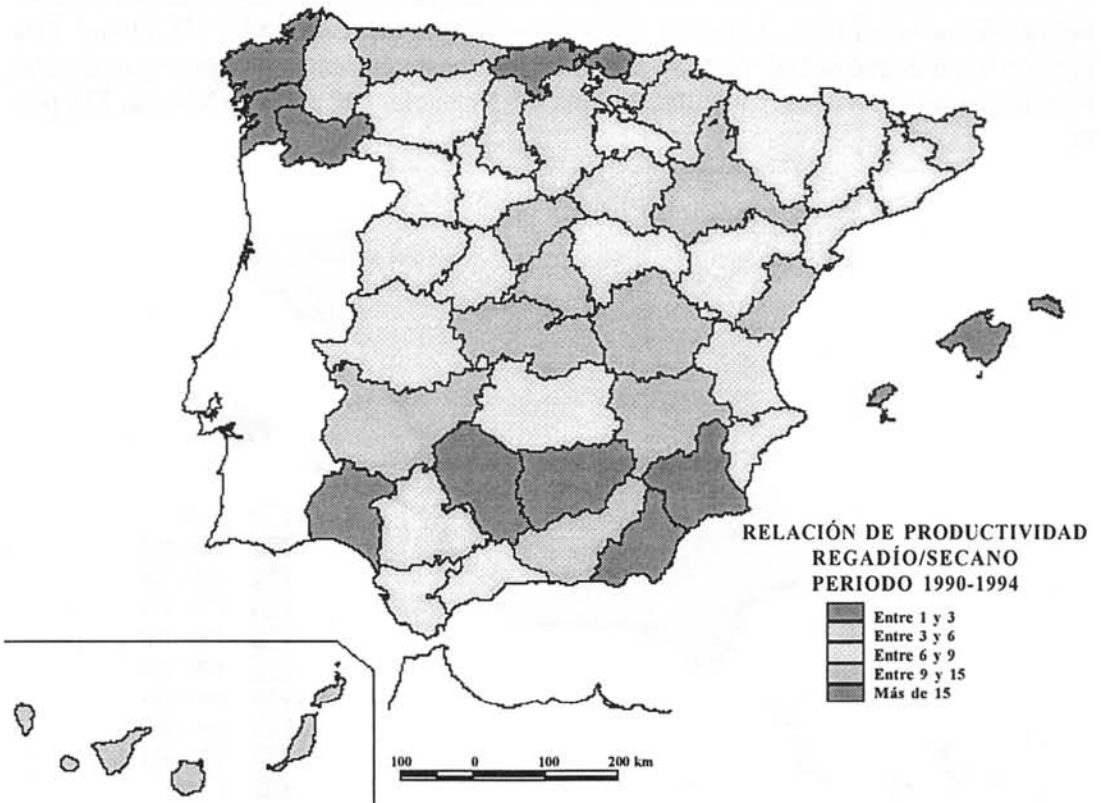 RELACIÓN DE PRODUCTIVIDAD
REGADÍO/SECANO
PERIODO 1990-1994
Entre 1 y 3
Entre 3 y 6
Entre 6 y 9
Entre 9 y 15
Más de 15
100 0 100 200 km